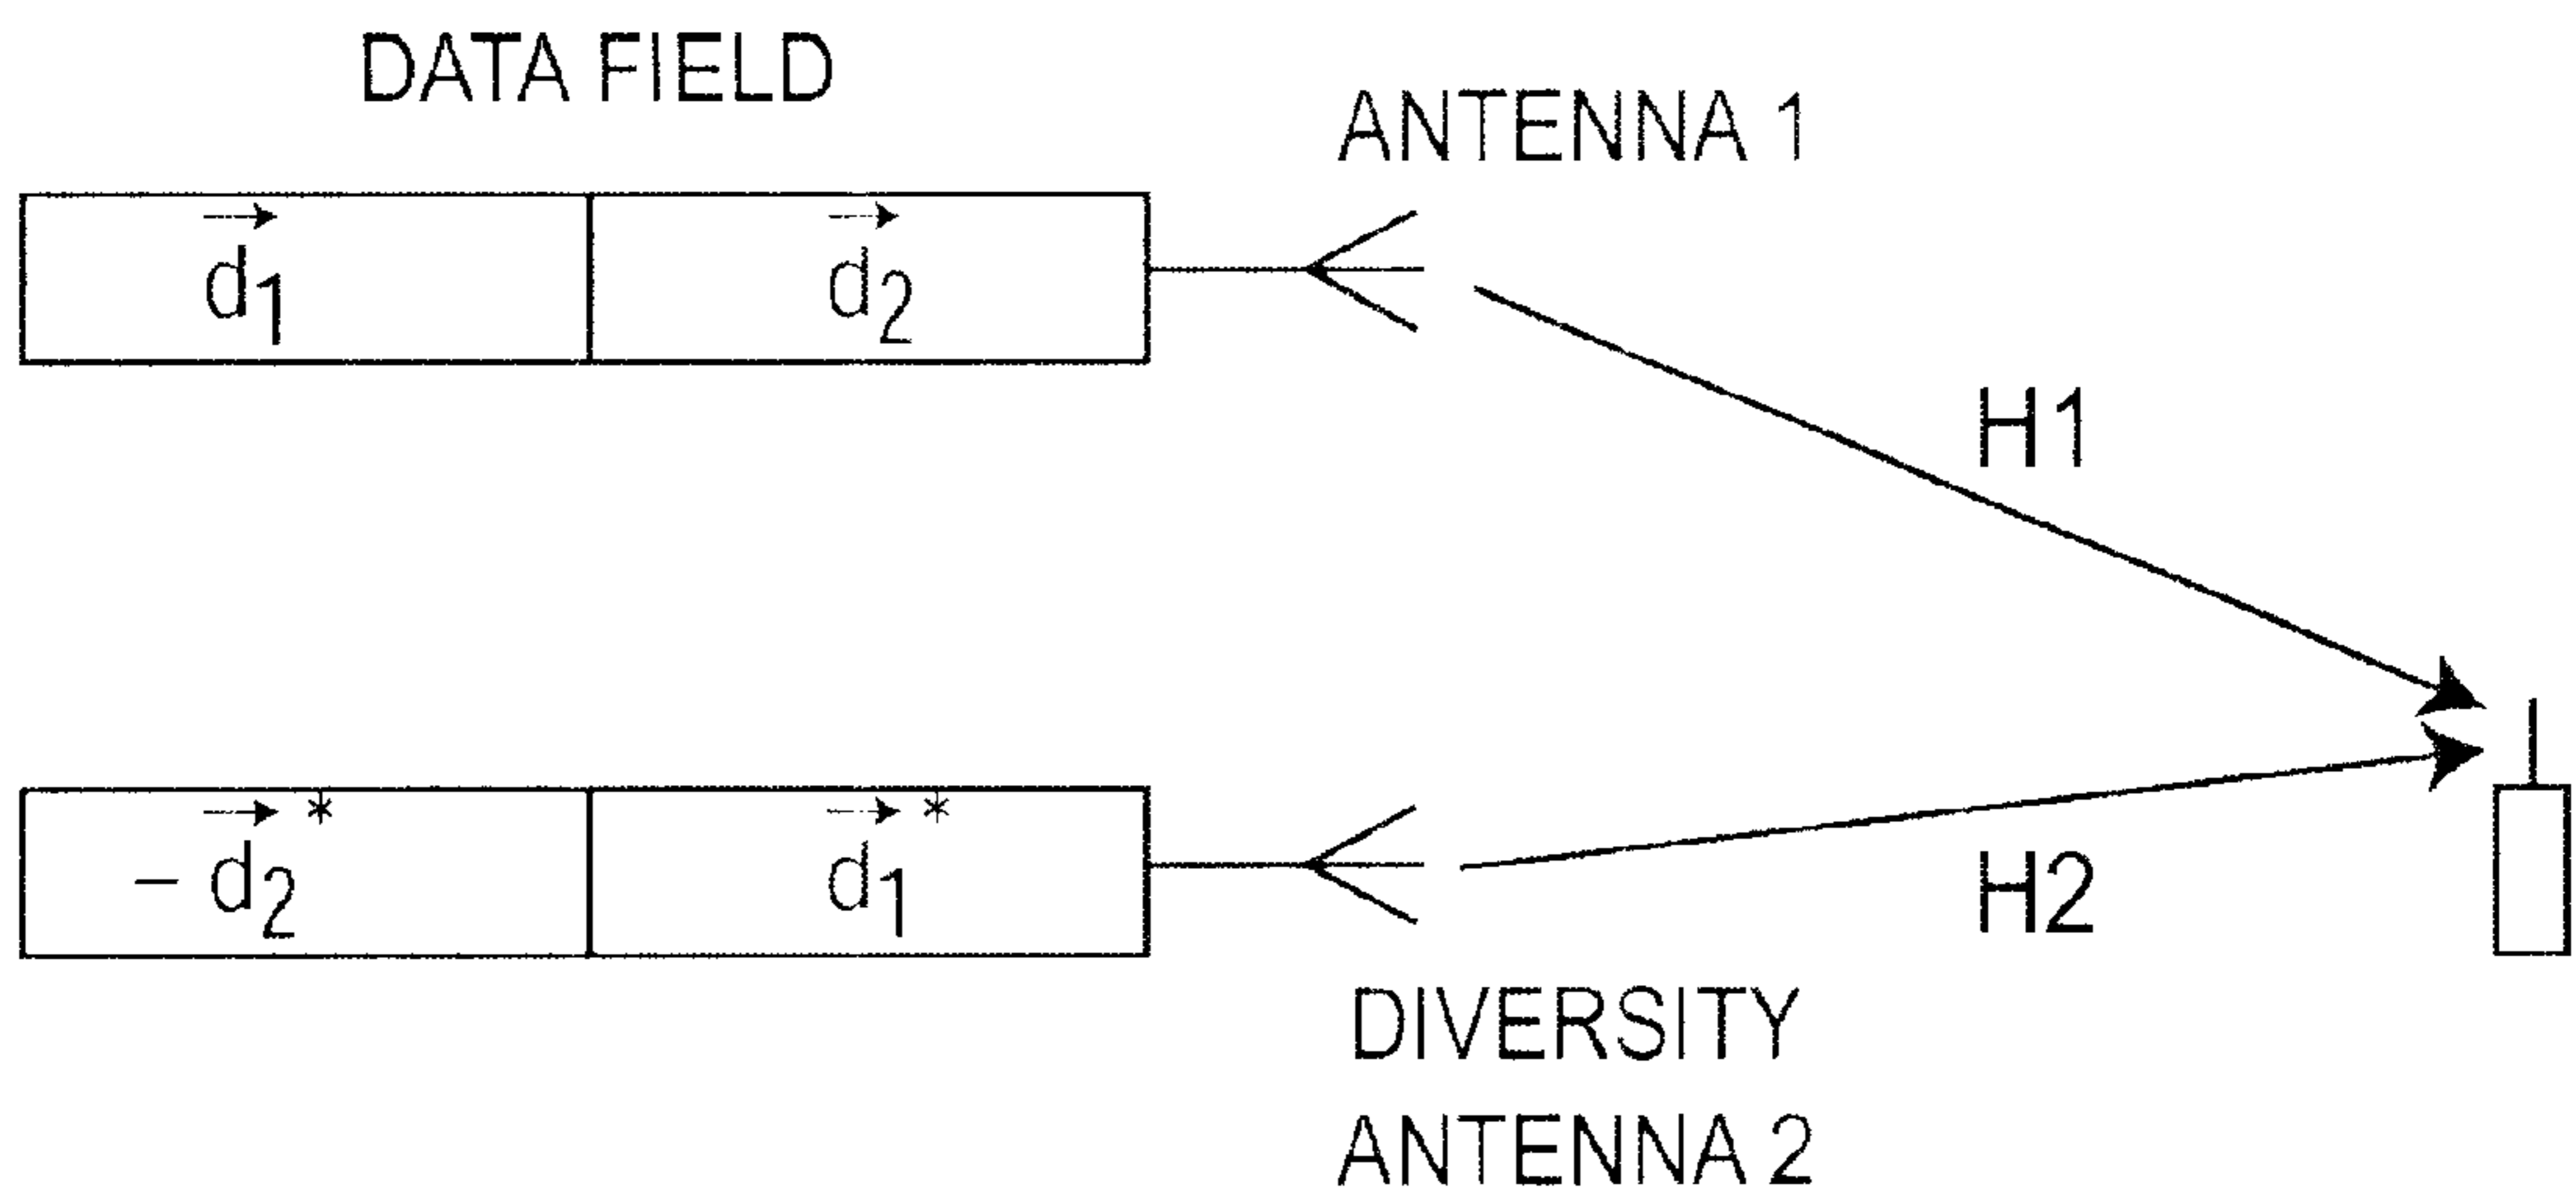 DATA FIELD
ANTENNA 1
d⃗1 d⃗2
H1
-d⃗2* d⃗1*
H2
DIVERSITY
ANTENNA 2